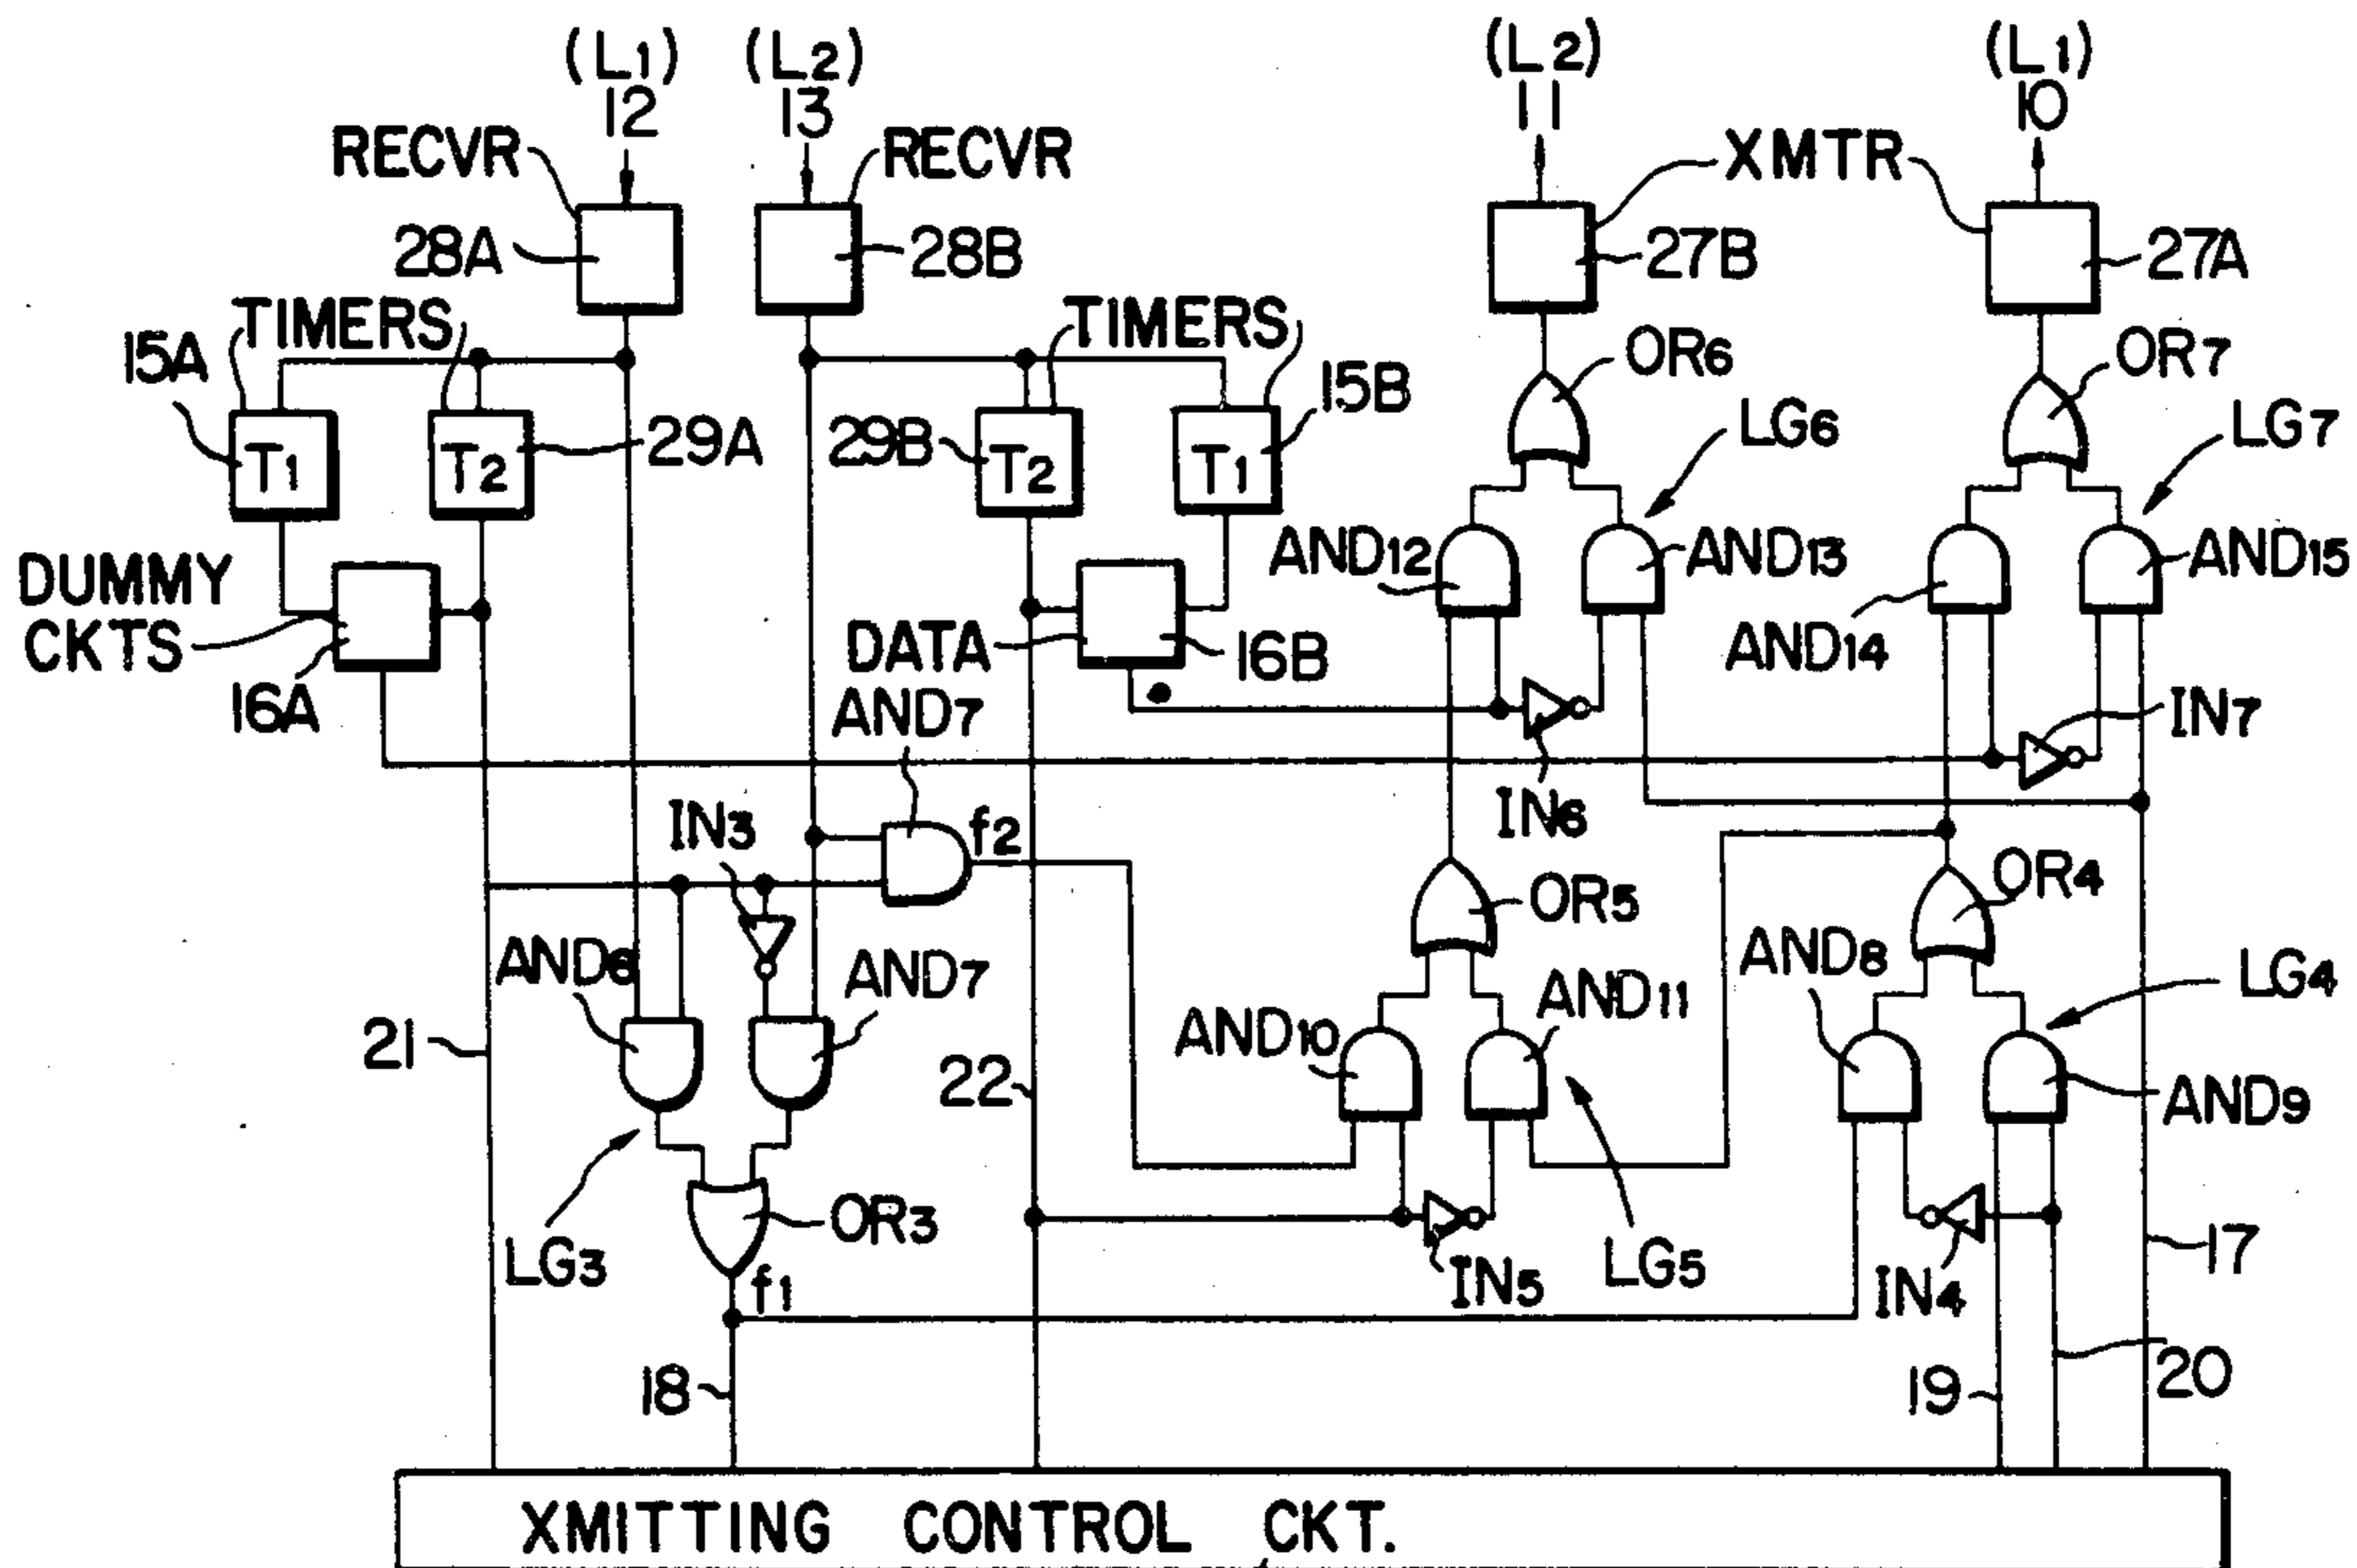 (L1) (L2) (L2) (L1)
12 13 11 10
RECVR RECVR XMTR
28A 28B 27B 27A
TIMERS TIMERS
15A OR6 OR7
15B
29A 29B LG6 LG7
T1 T2 T2 T1
DUMMY AND12 AND13 AND15
CKTS DATA 16B AND14
16A AND7 IN7
IN3 f2 IN6
OR5 OR4
AND6 AND7 AND11 AND8 LG4
21 22 AND10 AND9
OR3
LG3 f1 IN5 LG5 IN4 17
18 19 20
XMITTING CONTROL CKT.